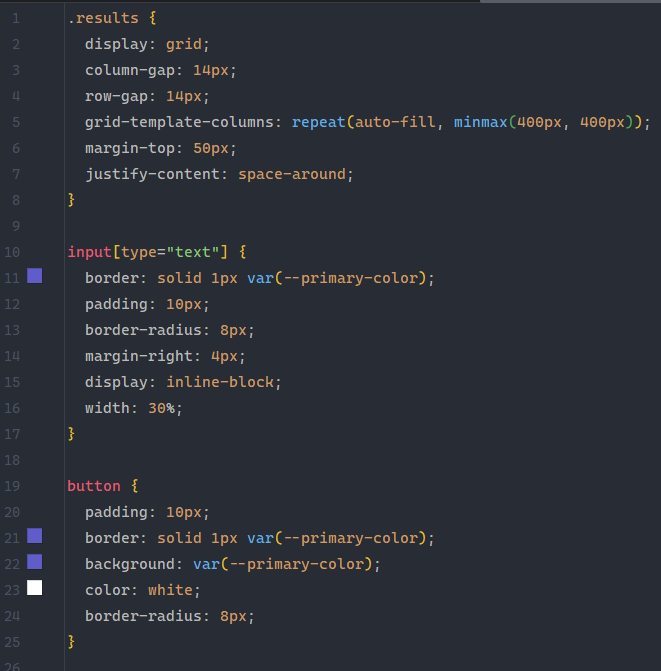 1 .results {
2   display: grid;
3   column-gap: 14px;
4   row-gap: 14px;
5   grid-template-columns: repeat(auto-fill, minmax(400px, 400px));
6   margin-top: 50px;
7   justify-content: space-around;
8 }
9
10 input[type="text"] {
11   border: solid 1px var(--primary-color);
12   padding: 10px;
13   border-radius: 8px;
14   margin-right: 4px;
15   display: inline-block;
16   width: 30%;
17 }
18
19 button {
20   padding: 10px;
21   border: solid 1px var(--primary-color);
22   background: var(--primary-color);
23   color: white;
24   border-radius: 8px;
25 }
26